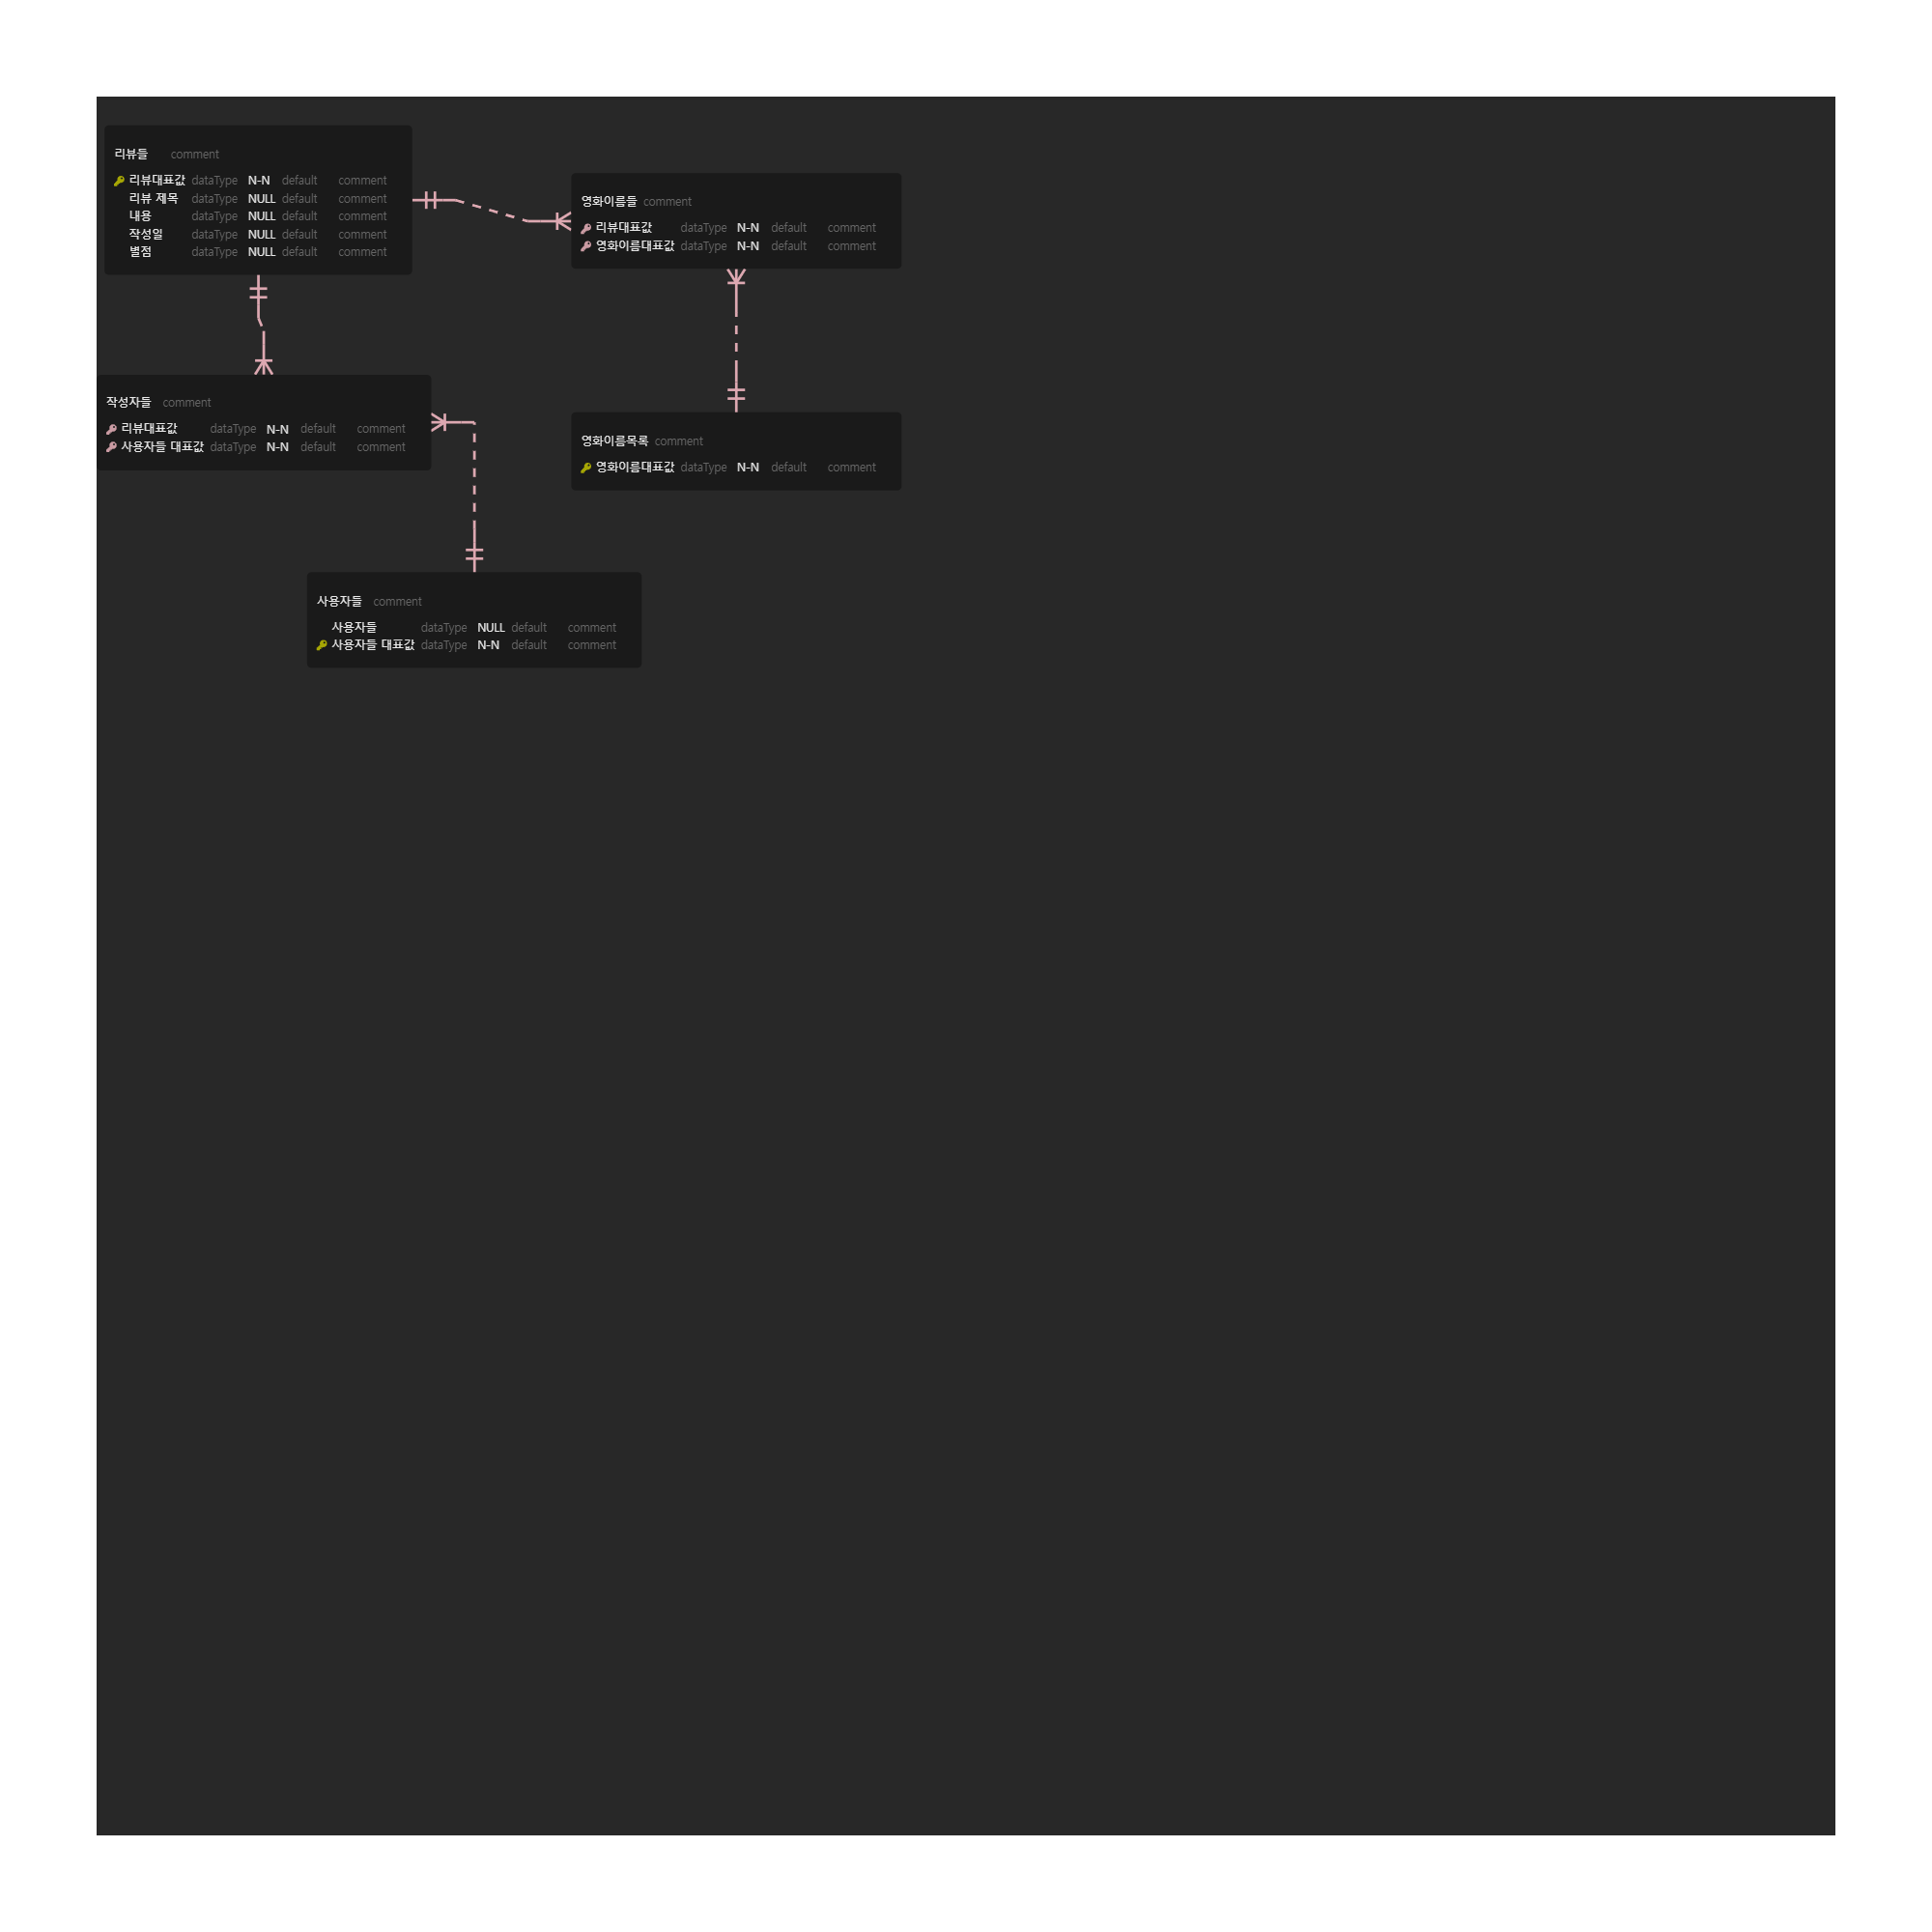 리뷰들 comment
리뷰대표값 dataType N-N default comment
리뷰 제목 dataType NULL default comment
내용 dataType NULL default comment
작성일 dataType NULL default comment
별점 dataType NULL default comment
영화이름들 comment
리뷰대표값 dataType N-N default comment
영화이름대표값 dataType N-N default comment
작성자들 comment
리뷰대표값 dataType N-N default comment
사용자들 대표값 dataType N-N default comment
영화이름목록 comment
영화이름대표값 dataType N-N default comment
사용자들 comment
사용자들 dataType NULL default comment
사용자들 대표값 dataType N-N default comment